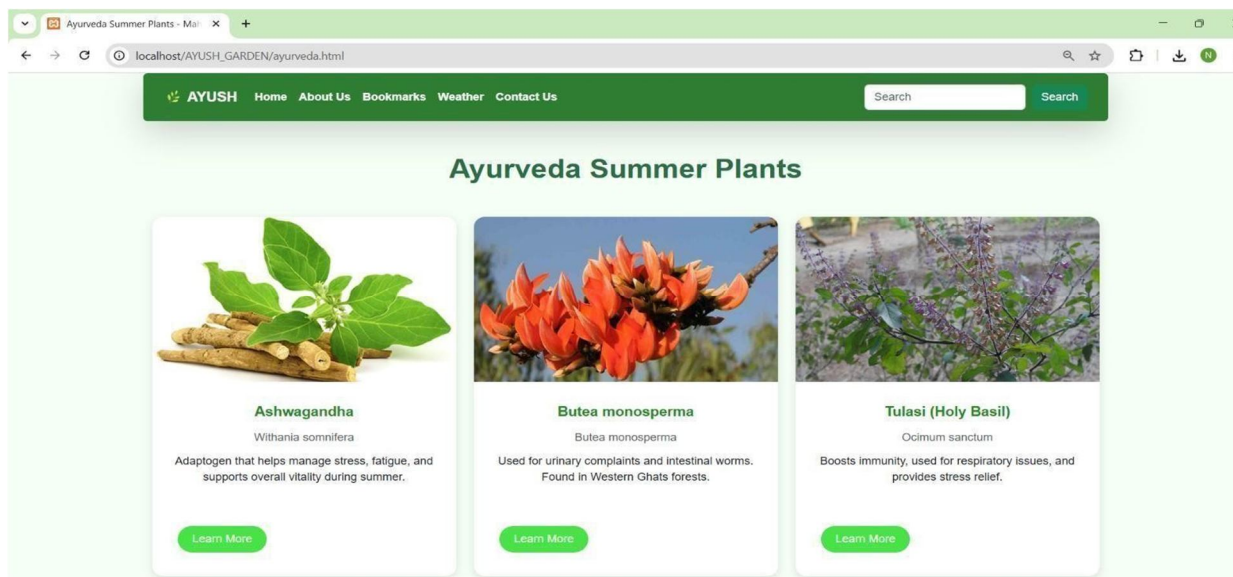 Ayurveda Summer Plants - Mah
localhost/AYUSH_GARDEN/ayurveda.html
N
AYUSH Home About Us Bookmarks Weather Contact Us Search Search
Ayurveda Summer Plants
Ashwagandha
Withania somnifera
Adaptogen that helps manage stress, fatigue, and
supports overall vitality during summer.
Learn More
Butea monosperma
Butea monosperma
Used for urinary complaints and intestinal worms.
Found in Western Ghats forests.
Learn More
Tulasi (Holy Basil)
Ocimum sanctum
Boosts immunity, used for respiratory issues, and
provides stress relief.
Learn More